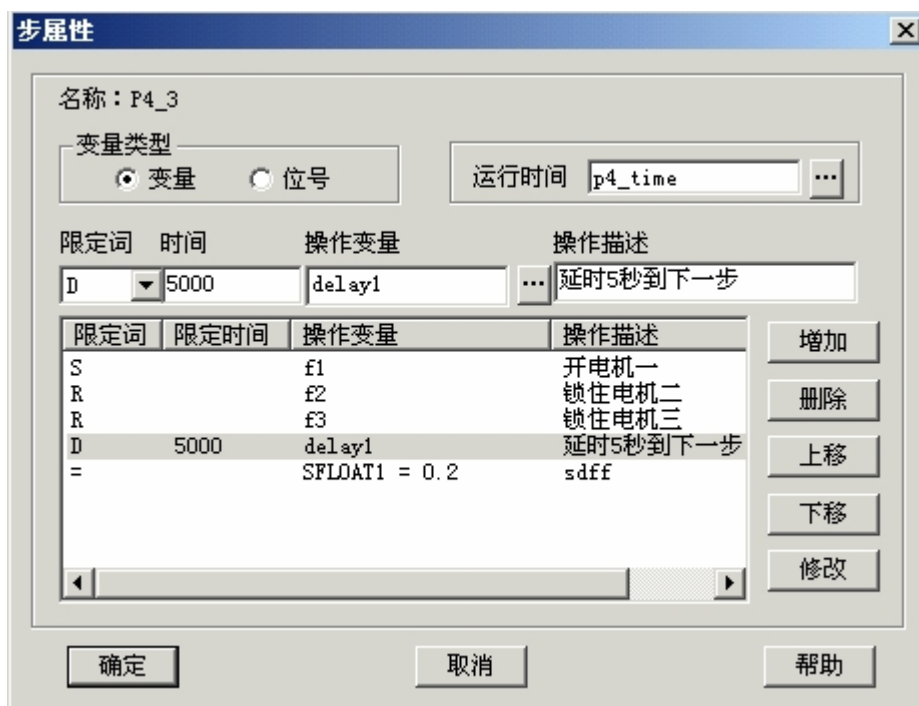 步属性
名称：P4_3
变量类型
变量 位号
运行时间 p4_time ...
限定词 时间 操作变量 操作描述
D 5000 delay1 ... 延时5秒到下一步
限定词 限定时间 操作变量 操作描述
S f1 开电机一
R f2 锁住电机二
R f3 锁住电机三
D 5000 delay1 延时5秒到下一步
= SFLOAT1 = 0.2 sdff
增加
删除
上移
下移
修改
确定 取消 帮助